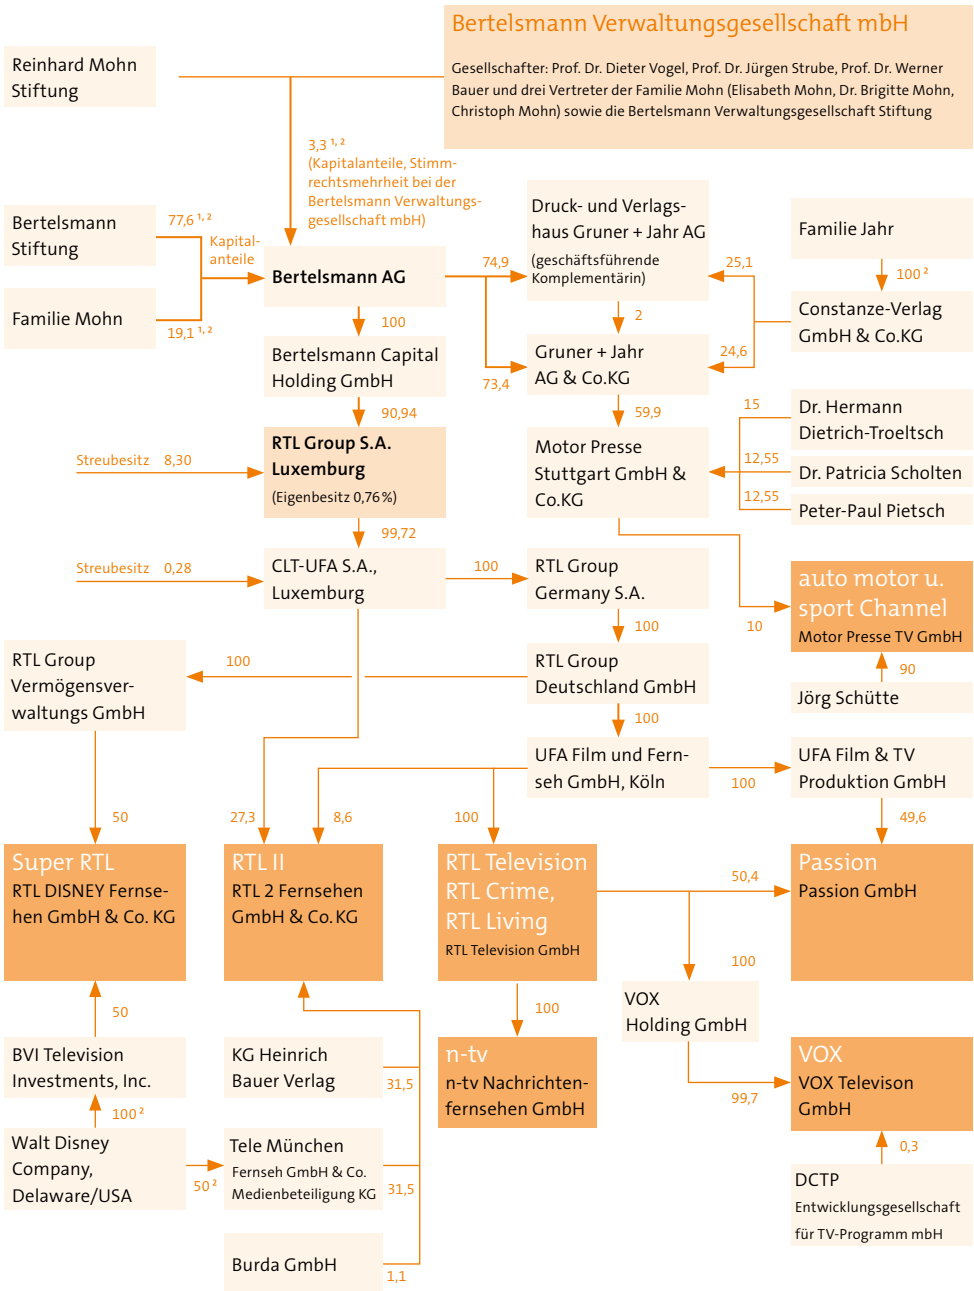 Bertelsmann Verwaltungsgesellschaft mbH
Gesellschafter: Prof. Dr. Dieter Vogel, Prof. Dr. Jürgen Strube, Prof. Dr. Werner
Bauer und drei Vertreter der Familie Mohn (Elisabeth Mohn, Dr. Brigitte Mohn,
Christoph Mohn) sowie die Bertelsmann Verwaltungsgesellschaft Stiftung
Reinhard Mohn
Stiftung
3,3 ¹, ²
(Kapitalanteile, Stimm-
rechtsmehrheit bei der
Bertelsmann Verwaltungs-
gesellschaft mbH)
Bertelsmann
Stiftung
77,6 ¹, ²
Kapital-
anteile
Familie Mohn
19,1 ¹, ²
Bertelsmann AG
74,9
73,4
Druck- und Verlags-
haus Gruner + Jahr AG
(geschäftsführende
Komplementärin)
25,1
Familie Jahr
100 ²
Constanze-Verlag
GmbH & Co.KG
2
24,6
100
Bertelsmann Capital
Holding GmbH
Gruner + Jahr
AG & Co.KG
90,94
59,9
RTL Group S.A.
Luxemburg
(Eigenbesitz 0,76%)
Streubesitz 8,30
Motor Presse
Stuttgart GmbH &
Co.KG
15
Dr. Hermann
Dietrich-Troeltsch
12,55
Dr. Patricia Scholten
12,55
Peter-Paul Pietsch
99,72
Streubesitz 0,28
CLT-UFA S.A.,
Luxemburg
100
RTL Group
Germany S.A.
auto motor u.
sport Channel
Motor Presse TV GmbH
10
90
Jörg Schütte
100
RTL Group
Vermögensver-
waltungs GmbH
100
RTL Group
Deutschland GmbH
100
UFA Film und Fern-
seh GmbH, Köln
100
UFA Film & TV
Produktion GmbH
50
27,3
8,6
100
49,6
Super RTL
RTL DISNEY Fernse-
hen GmbH & Co. KG
RTL II
RTL 2 Fernsehen
GmbH & Co. KG
RTL Television
RTL Crime,
RTL Living
RTL Television GmbH
50,4
Passion
Passion GmbH
100
50
100
VOX
Holding GmbH
BVI Television
Investments, Inc.
KG Heinrich
Bauer Verlag
31,5
n-tv
n-tv Nachrichten-
fernsehen GmbH
99,7
VOX
VOX Televison
GmbH
100 ²
Walt Disney
Company,
Delaware/USA
50 ²
Tele München
Fernseh GmbH & Co.
Medienbeteiligung KG
31,5
0,3
DCTP
Entwicklungsgesellschaft
für TV-Programm mbH
Burda GmbH
1,1